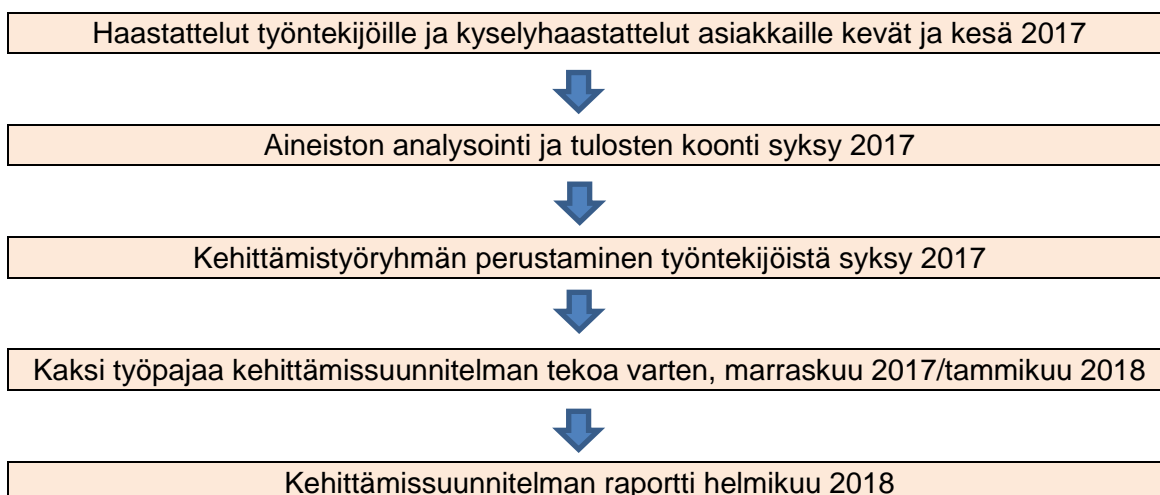 Haastattelut työntekijöille ja kyselyhaastattelut asiakkaille kevät ja kesä 2017
Aineiston analysointi ja tulosten koonti syksy 2017
Kehittämistyöryhmän perustaminen työntekijöistä syksy 2017
Kaksi työpajaa kehittämissuunnitelman tekoa varten, marraskuu 2017/tammikuu 2018
Kehittämissuunnitelman raportti helmikuu 2018